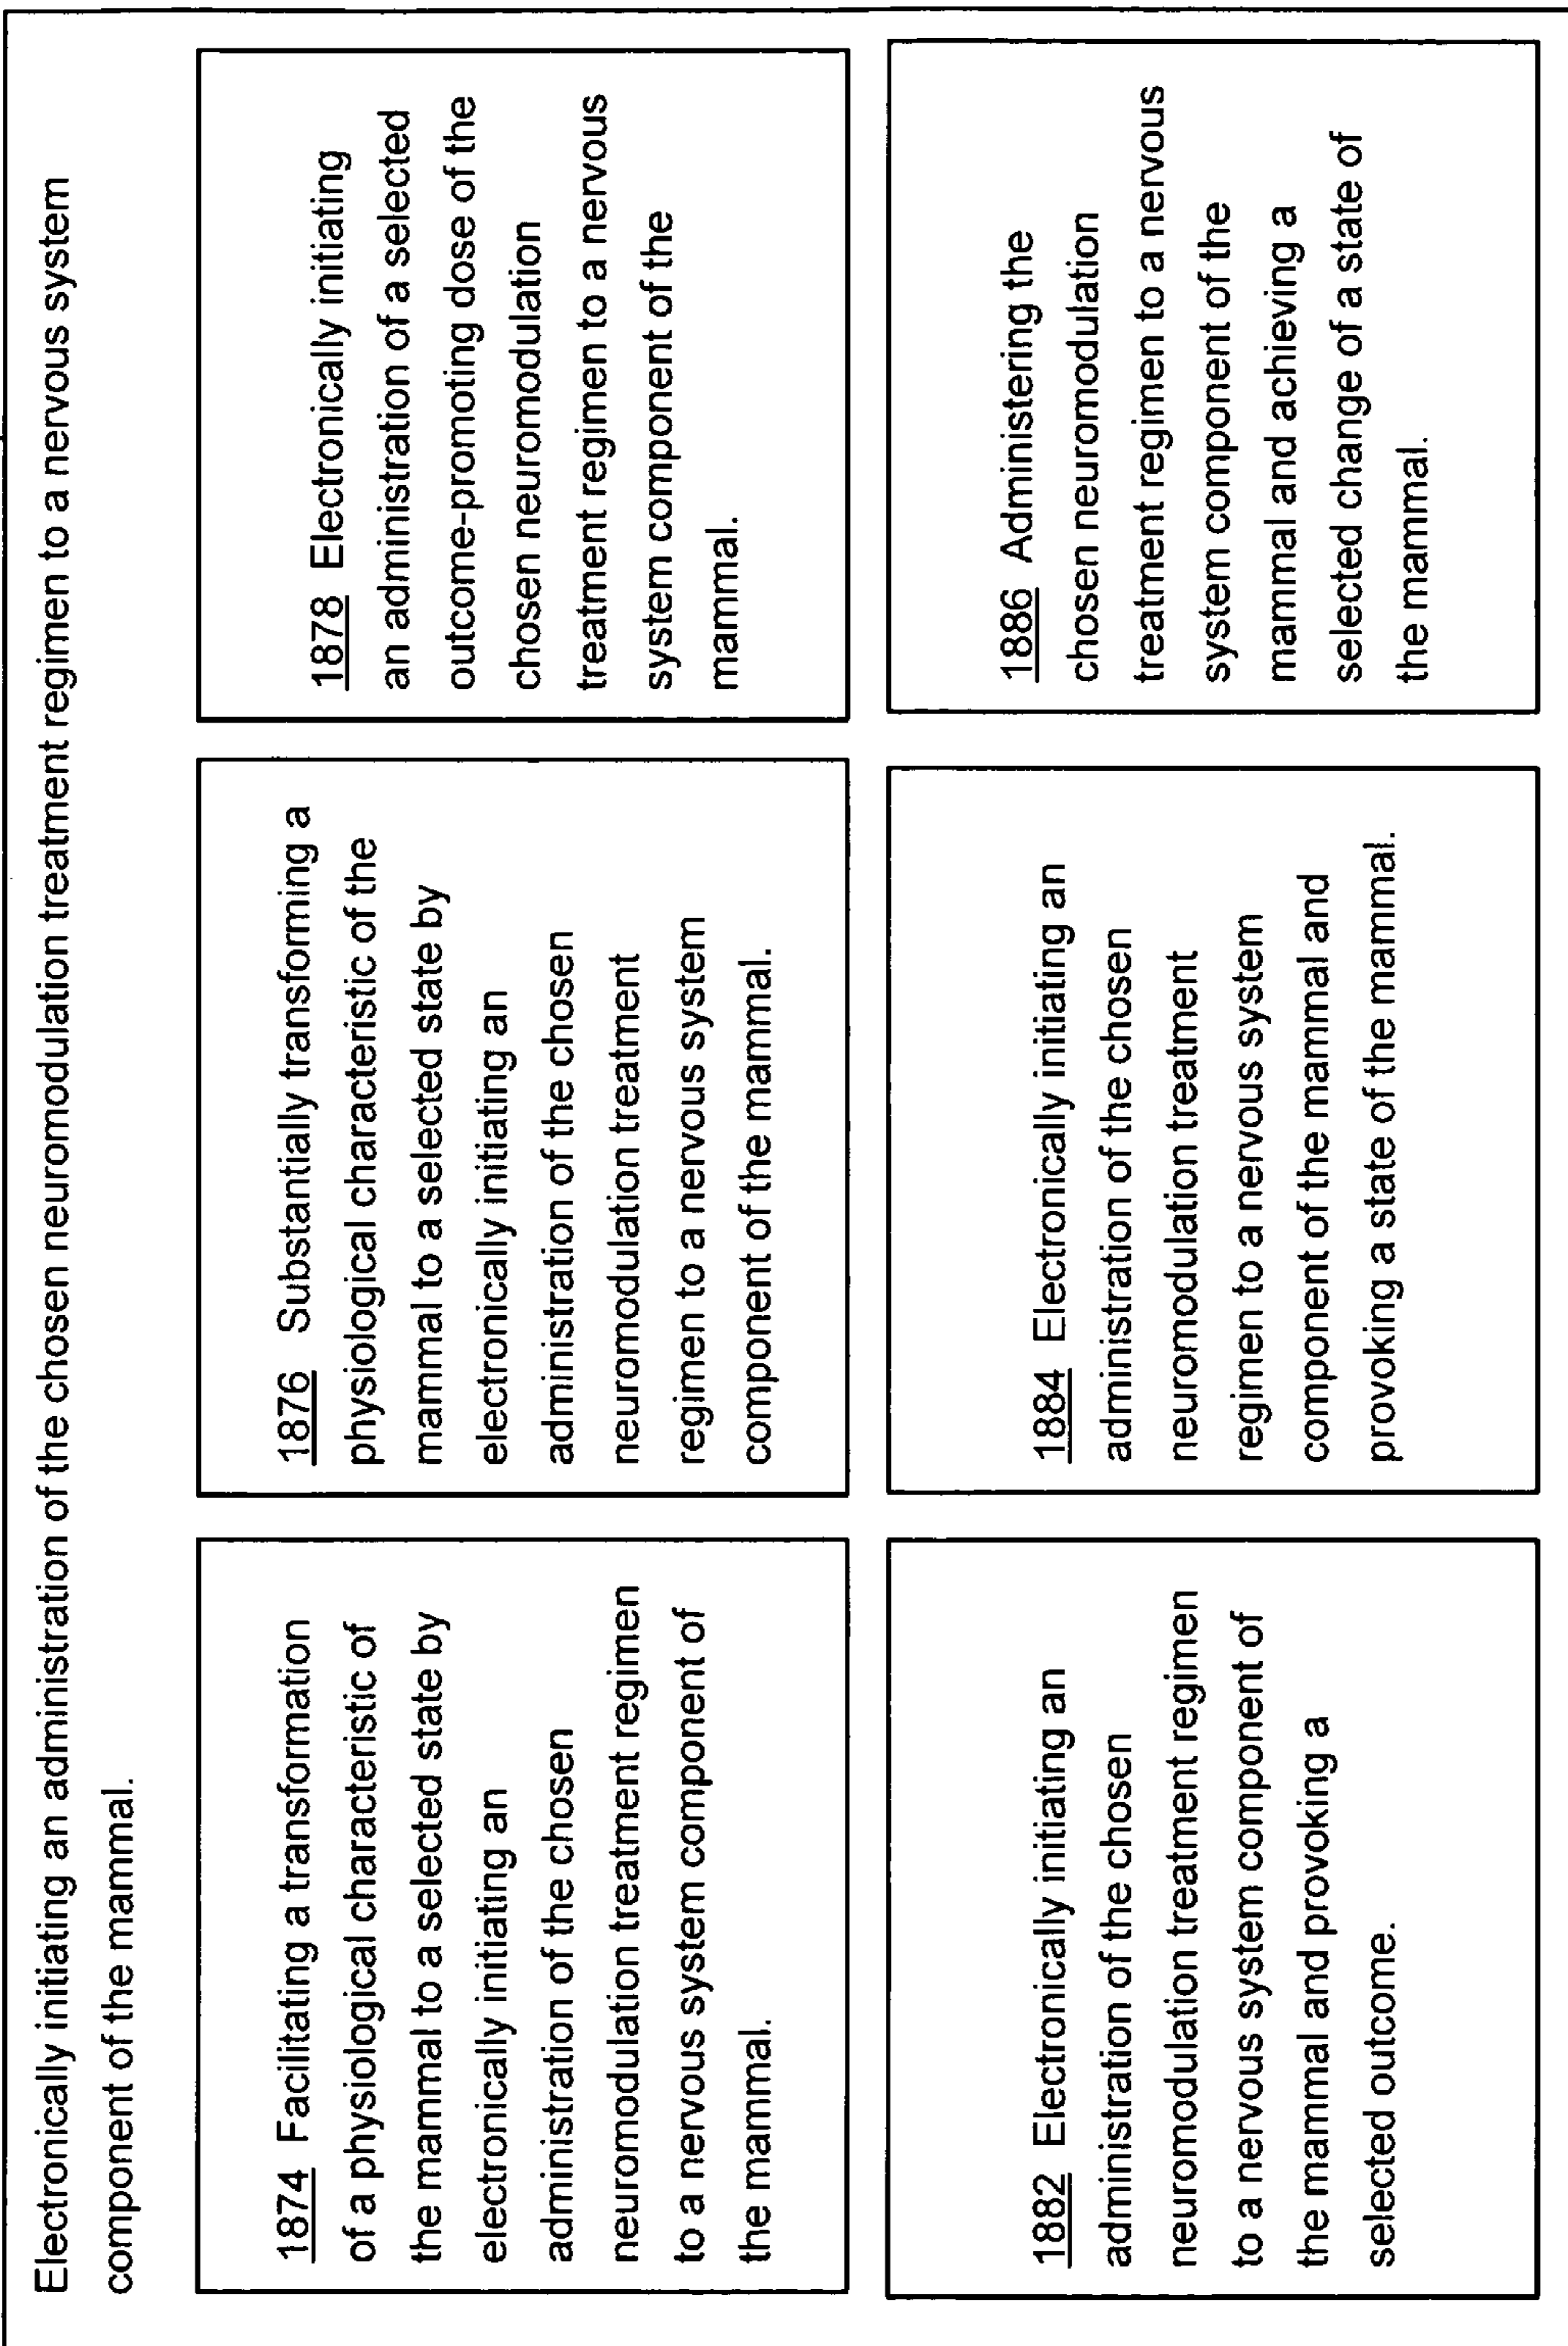 Electronically initiating an administration of the chosen neuromodulation treatment regimen to a nervous system
component of the mammal.
1874 Facilitating a transformation
of a physiological characteristic of
the mammal to a selected state by
electronically initiating an
administration of the chosen
neuromodulation treatment regimen
to a nervous system component of
the mammal.
1876 Substantially transforming a
physiological characteristic of the
mammal to a selected state by
electronically initiating an
administration of the chosen
neuromodulation treatment
regimen to a nervous system
component of the mammal.
1878 Electronically initiating
an administration of a selected
outcome-promoting dose of the
chosen neuromodulation
treatment regimen to a nervous
system component of the
mammal.
1882 Electronically initiating an
administration of the chosen
neuromodulation treatment regimen
to a nervous system component of
the mammal and provoking a
selected outcome.
1884 Electronically initiating an
administration of the chosen
neuromodulation treatment
regimen to a nervous system
component of the mammal and
provoking a state of the mammal.
1886 Administering the
chosen neuromodulation
treatment regimen to a nervous
system component of the
mammal and achieving a
selected change of a state of
the mammal.